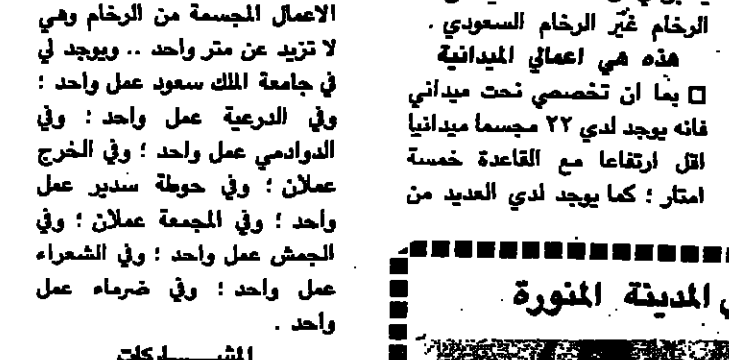 الرخام غير الرخام السعودي .
هذه هي اعمالي الميدانية
□ بما ان تخصصي نحت ميداني
فانه يوجد لدي ٢٢ مجسما ميدانيا
اقل ارتفاعا مع القاعدة خمسة
امتار ؛ كما يوجد لدي العديد من
الاعمال المجسمة من الرخام وهي
لا تزيد عن متر واحد .. ويوجد لي
في جامعة الملك سعود عمل واحد ؛
وفي الدرعية عمل واحد ؛ وفي
الدوادمي عمل واحد ؛ وفي الخرج
عملان ؛ وفي حوطة سدير عمل
واحد ؛ وفي المجمعة عملان ؛ وفي
الجمش عمل واحد ؛ وفي الشعراء
عمل واحد ؛ وفي ضرماء عمل
واحد .
المشــاركات
المدينة المنورة